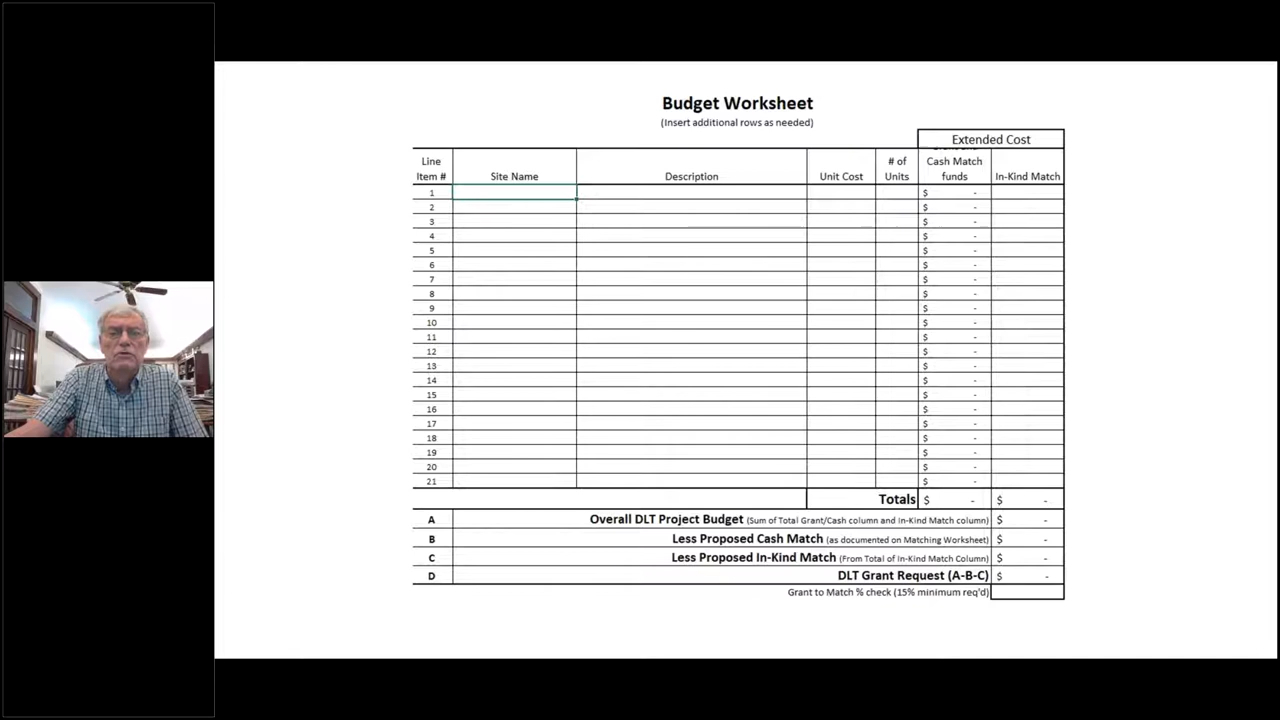 Budget Worksheet
(Insert additional rows as needed)
Extended Cost
Line Item # Site Name Description Unit Cost # of Units Cash Match funds In-Kind Match
1 $ -
2 $ -
3 $ -
4 $ -
5 $ -
6 $ -
7 $ -
8 $ -
9 $ -
10 $ -
11 $ -
12 $ -
13 $ -
14 $ -
15 $ -
16 $ -
17 $ -
18 $ -
19 $ -
20 $ -
21 $ -
Totals $ - $ -
A Overall DLT Project Budget (Sum of Total Grant/Cash column and In-Kind Match column) $ -
B Less Proposed Cash Match (as documented on Matching Worksheet) $ -
C Less Proposed In-Kind Match (From Total of In-Kind Match Column) $ -
D DLT Grant Request (A-B-C) $ -
Grant to Match % check (15% minimum req'd)